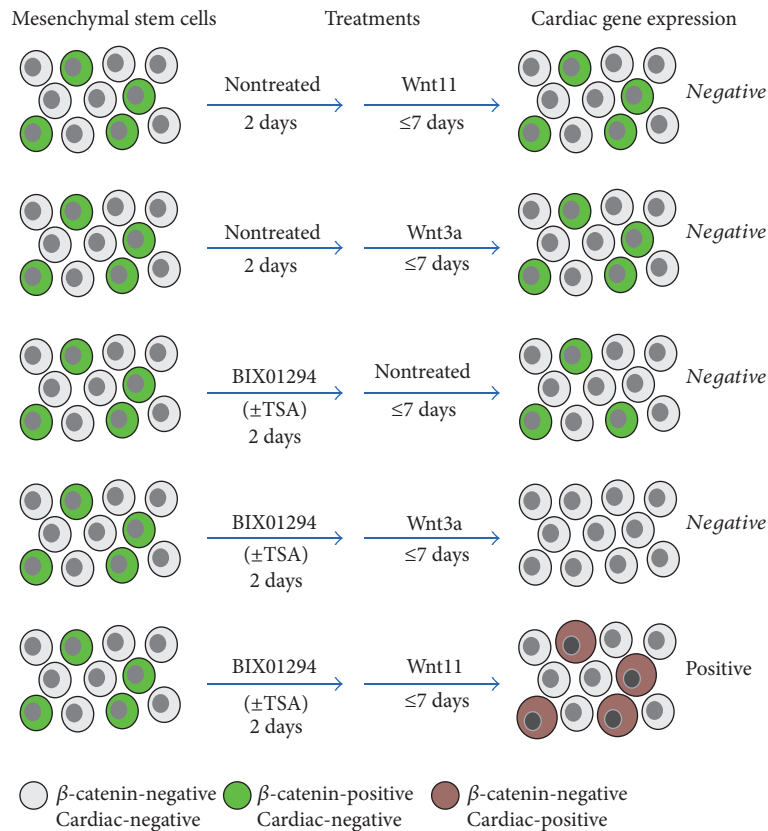 Mesenchymal stem cells
Treatments
Cardiac gene expression
Nontreated
2 days
Wnt11
≤7 days
Negative
Nontreated
2 days
Wnt3a
≤7 days
Negative
BIX01294
(±TSA)
2 days
Nontreated
≤7 days
Negative
BIX01294
(±TSA)
2 days
Wnt3a
≤7 days
Negative
BIX01294
(±TSA)
2 days
Wnt11
≤7 days
Positive
β-catenin-negative
Cardiac-negative
β-catenin-positive
Cardiac-negative
β-catenin-negative
Cardiac-positive